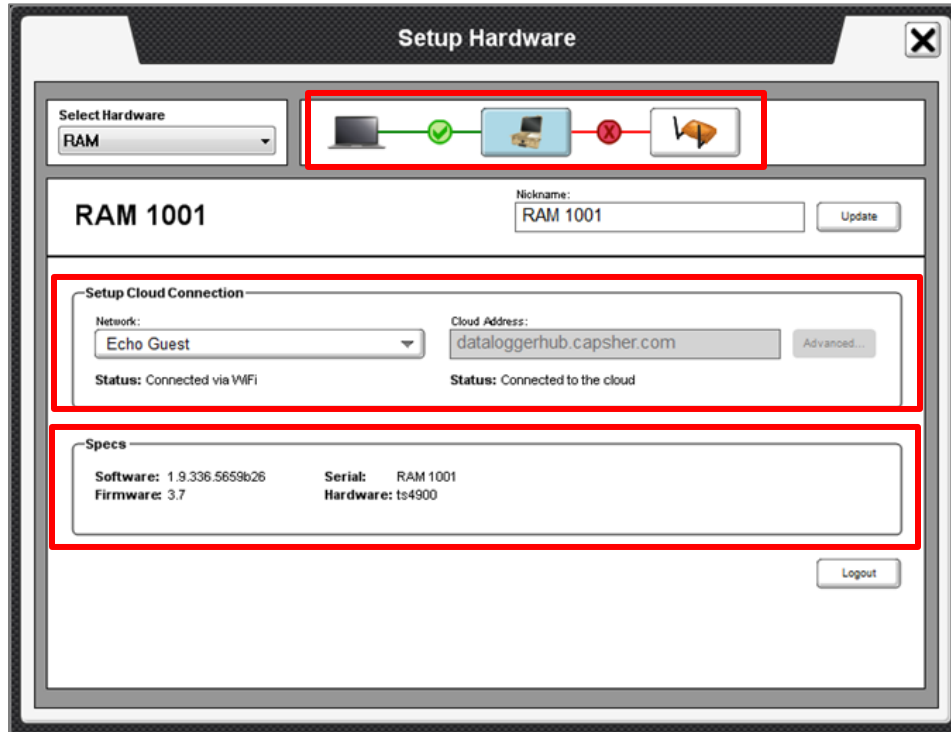 Setup Hardware
X
Select Hardware
RAM
X
RAM 1001
Nickname:
RAM 1001
Update
Setup Cloud Connection
Network:
Cloud Address:
Echo Guest
dataloggerhub.capsher.com
Advanced...
Status: Connected via WiFi
Status: Connected to the cloud
Specs
Software: 1.9.336.5659b26
Serial: RAM 1001
Firmware: 3.7
Hardware: ts4900
Logout